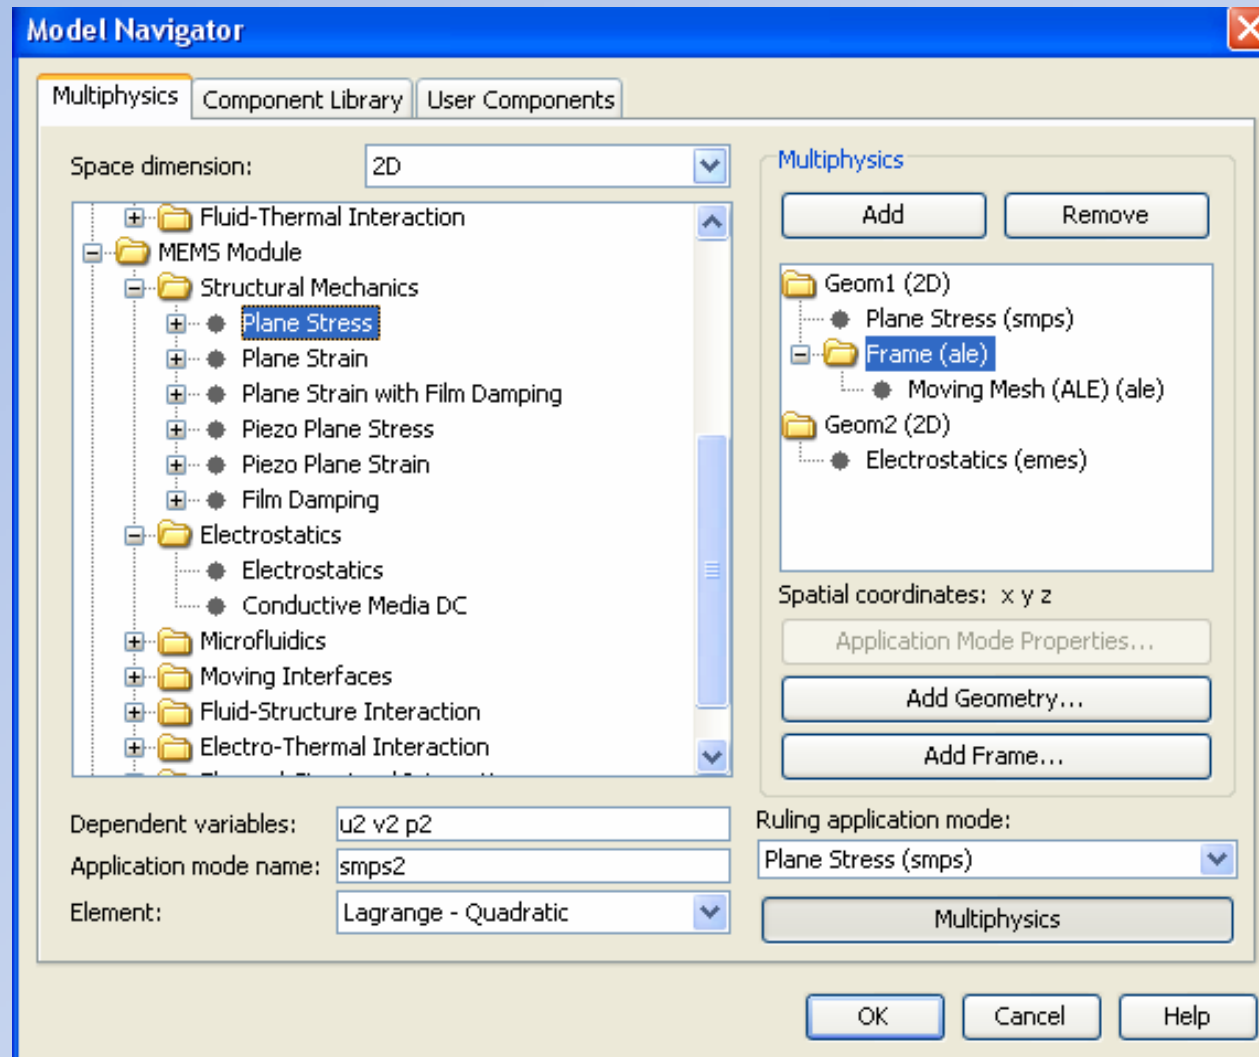 Model Navigator
Multiphysics
Component Library
User Components
Space dimension:
2D
Fluid-Thermal Interaction
MEMS Module
Structural Mechanics
Plane Stress
Plane Strain
Plane Strain with Film Damping
Piezo Plane Stress
Piezo Plane Strain
Film Damping
Electrostatics
Electrostatics
Conductive Media DC
Microfluidics
Moving Interfaces
Fluid-Structure Interaction
Electro-Thermal Interaction
Dependent variables:
u2 v2 p2
Application mode name:
smps2
Element:
Lagrange - Quadratic
Multiphysics
Add
Remove
Geom1 (2D)
Plane Stress (smps)
Frame (ale)
Moving Mesh (ALE) (ale)
Geom2 (2D)
Electrostatics (emes)
Spatial coordinates: x y z
Application Mode Properties...
Add Geometry...
Add Frame...
Ruling application mode:
Plane Stress (smps)
Multiphysics
OK
Cancel
Help